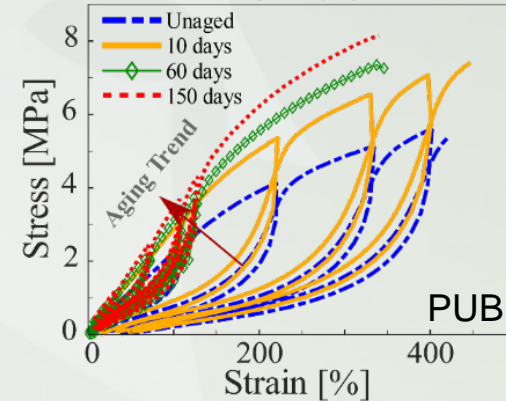 Unaged
10 days
60 days
150 days
Aging Trend
Stress [MPa]
8
6
4
2
0
0
200
400
Strain [%]
PUB